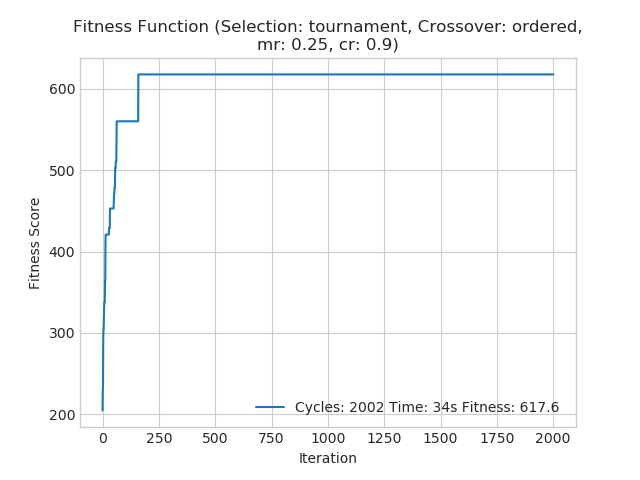 Fitness Function (Selection: tournament, Crossover: ordered,
mr: 0.25, cr: 0.9)
600
500
400
300
200
Fitness Score
Cycles: 2002 Time: 34s Fitness: 617.6
0 250 500 750 1000 1250 1500 1750 2000
Iteration